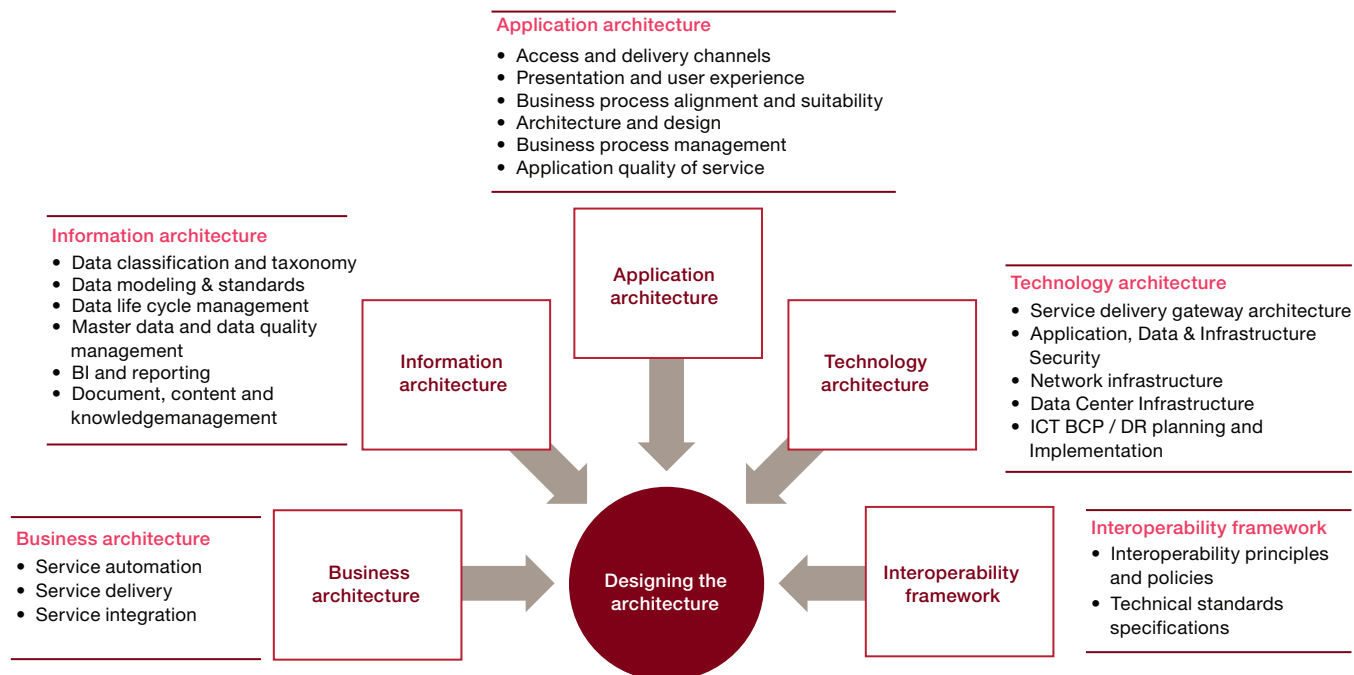 Application architecture
• Access and delivery channels
• Presentation and user experience
• Business process alignment and suitability
• Architecture and design
• Business process management
• Application quality of service
Information architecture
• Data classification and taxonomy
• Data modeling & standards
• Data life cycle management
• Master data and data quality
management
• BI and reporting
• Document, content and
knowledgemanagement
Application
architecture
Information
architecture
Technology
architecture
Technology architecture
• Service delivery gateway architecture
• Application, Data & Infrastructure
Security
• Network infrastructure
• Data Center Infrastructure
• ICT BCP / DR planning and
Implementation
Business architecture
• Service automation
• Service delivery
• Service integration
Business
architecture
Designing the
architecture
Interoperability
framework
Interoperability framework
• Interoperability principles
and policies
• Technical standards
specifications